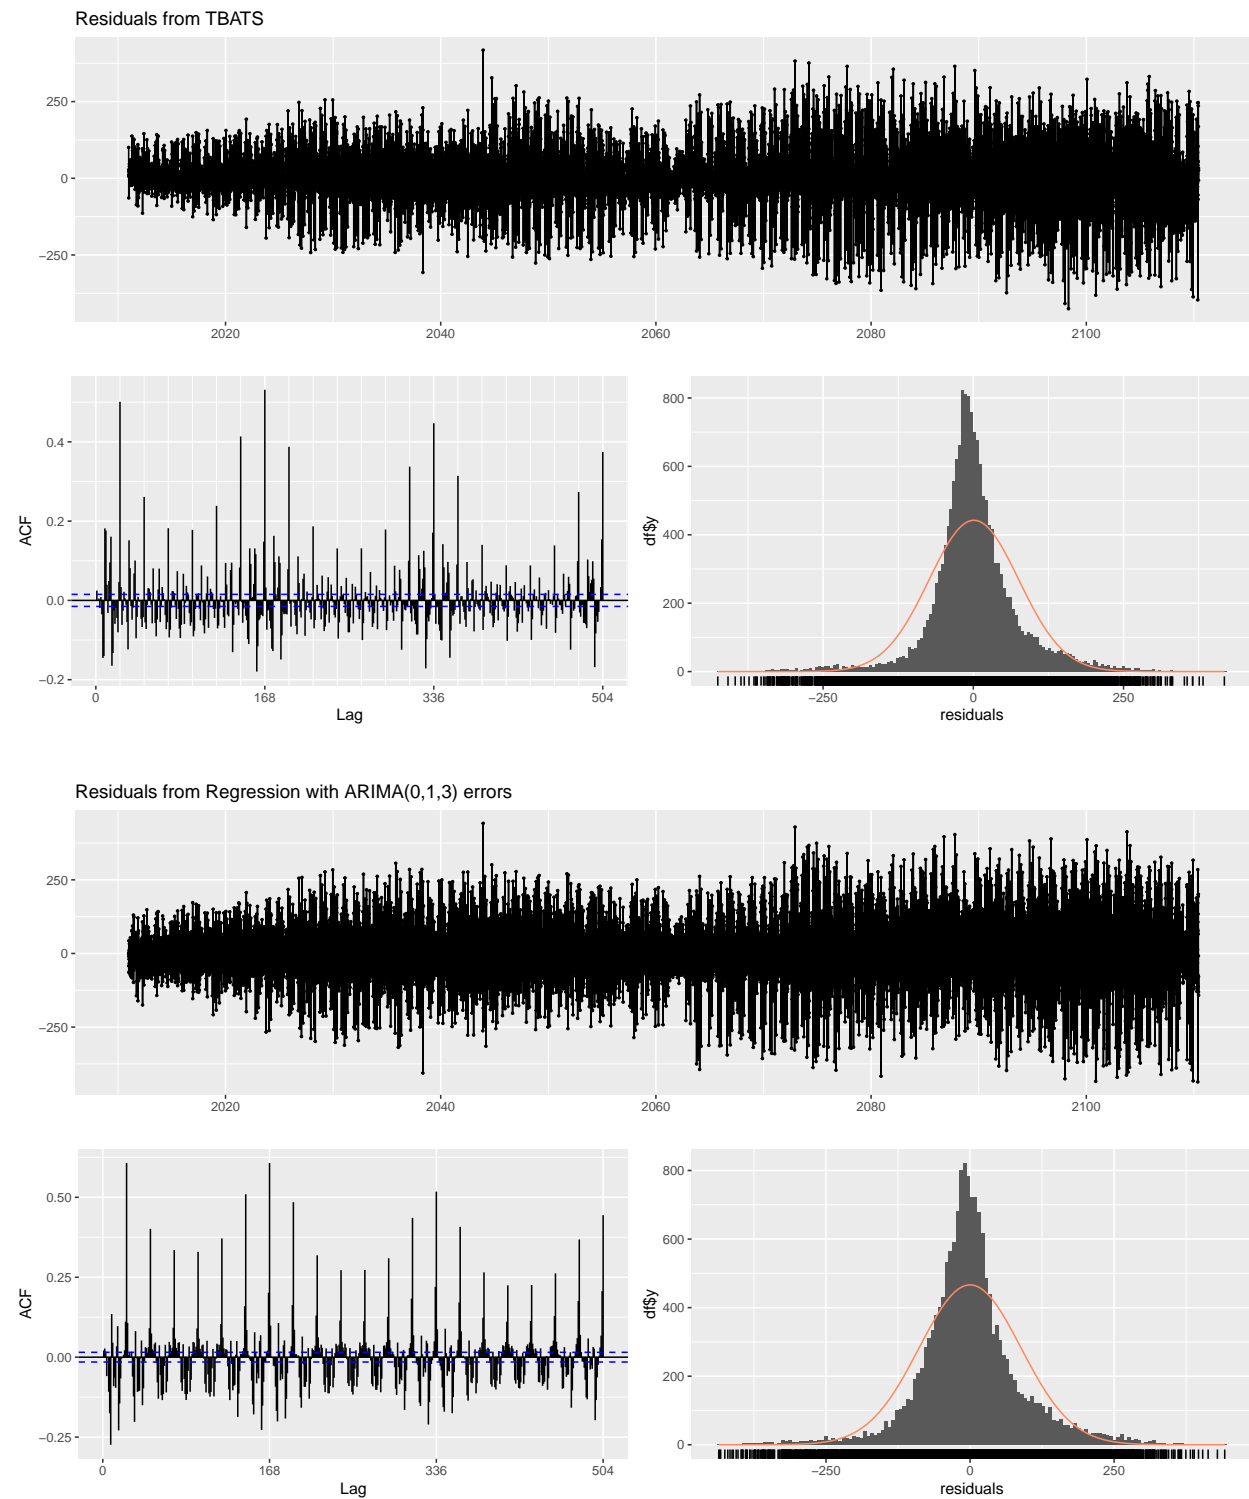 Residuals from TBATS
250
0
−250
2020 2040 2060 2080 2100
ACF
0.4
0.2
0.0
−0.2
0 168 336 504
Lag
df$y
800
600
400
200
0
−250 0 250
residuals
Residuals from Regression with ARIMA(0,1,3) errors
250
0
−250
2020 2040 2060 2080 2100
ACF
0.50
0.25
0.00
−0.25
0 168 336 504
Lag
df$y
800
600
400
200
0
−250 0 250
residuals